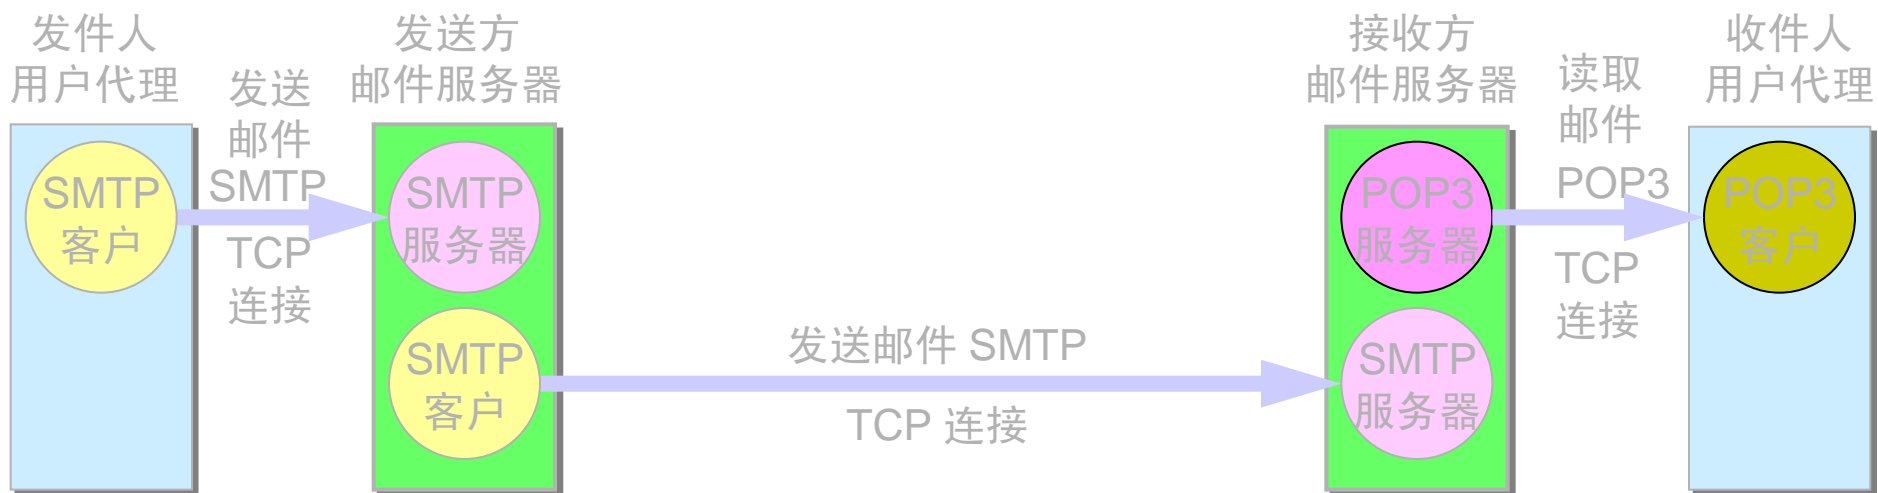 发件人
用户代理
发送方
邮件服务器
接收方
邮件服务器
收件人
用户代理
发送
邮件
SMTP
TCP
连接
读取
邮件
POP3
TCP
连接
SMTP
客户
SMTP
服务器
POP3
服务器
POP3
客户
SMTP
客户
发送邮件 SMTP
TCP 连接
SMTP
服务器